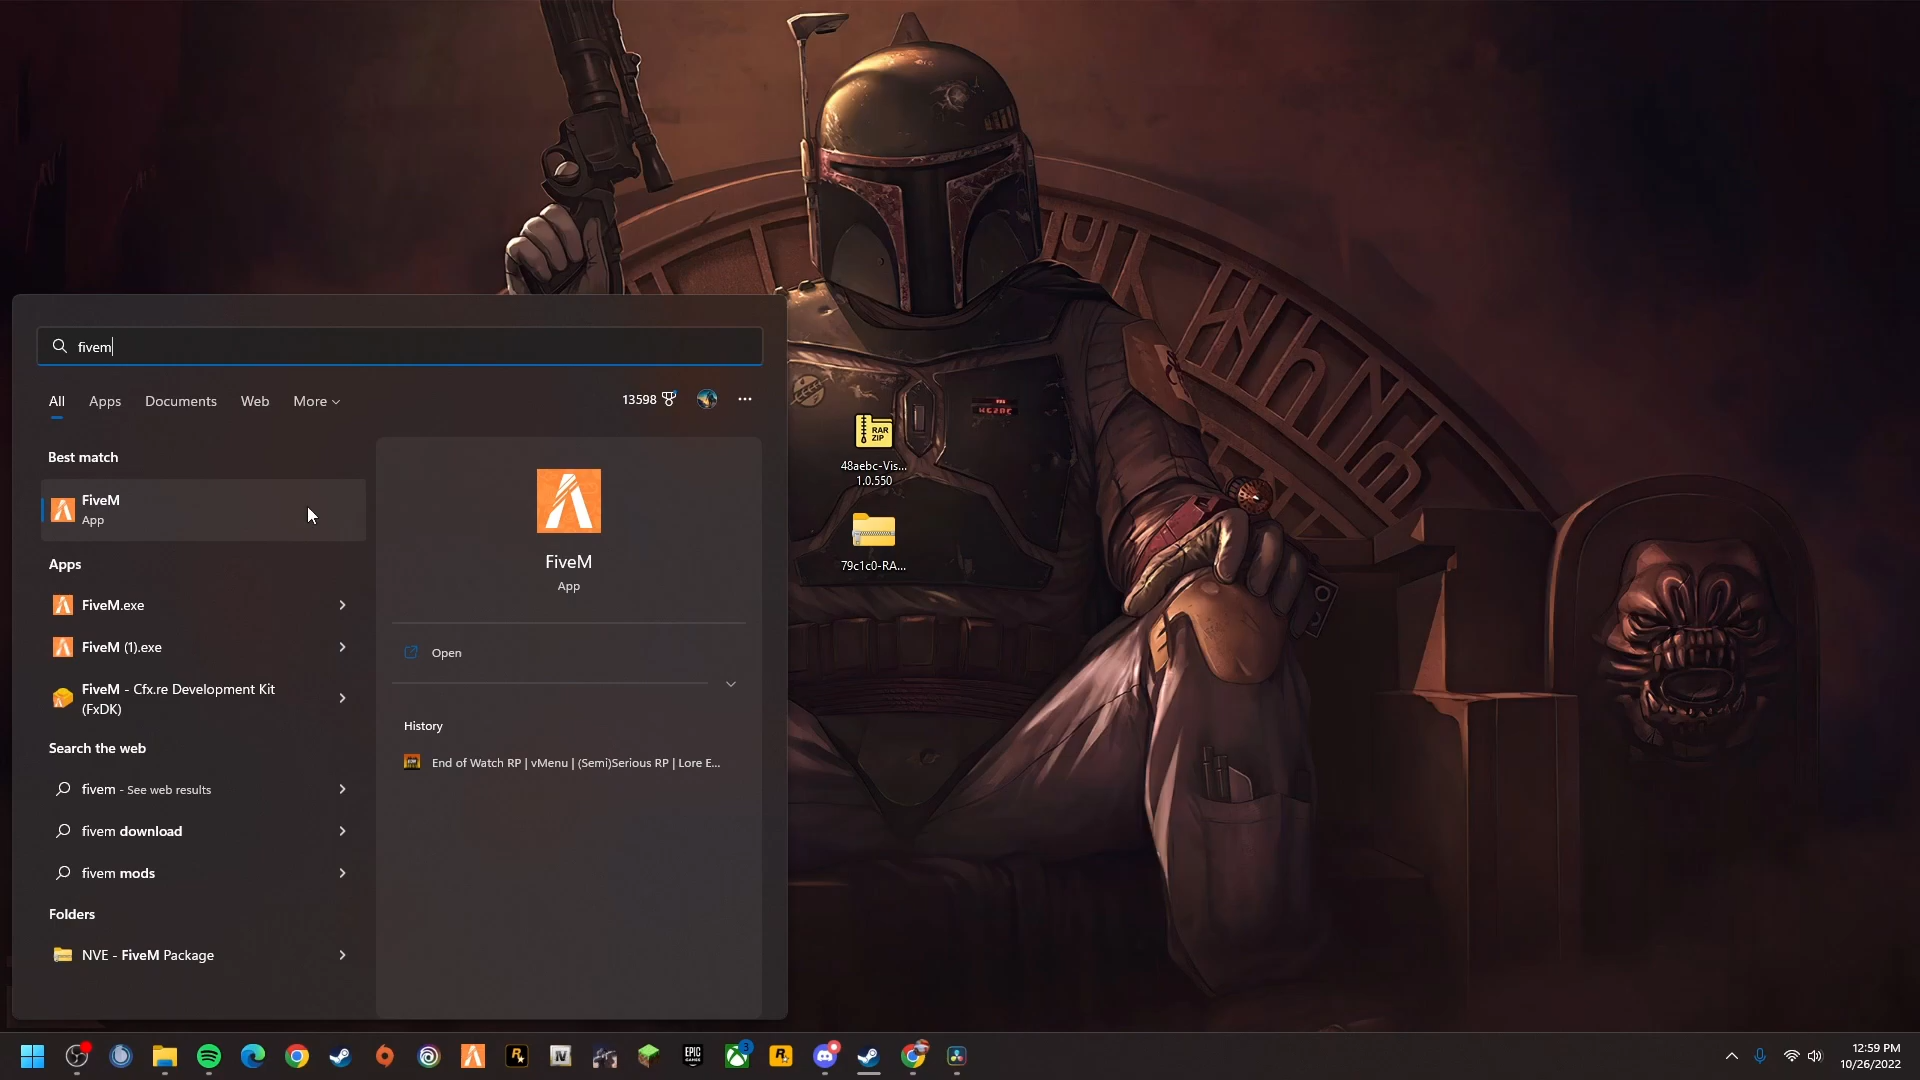 fivem
All
Apps
Documents
Web
More
13598
Best match
FiveM
App
Apps
FiveM.exe
FiveM (1).exe
FiveM - Cfx.re Development Kit
(FxDK)
Search the web
fivem - See web results
fivem download
fivem mods
Folders
NVE - FiveM Package
FiveM
App
Open
History
End of Watch RP | vMenu | (Semi)Serious RP | Lore E...
RAR
ZIP
48aebc-Vis...
1.0.550
79c1c0-RA...
EPIC
GAMES
3
12:59 PM
10/26/2022